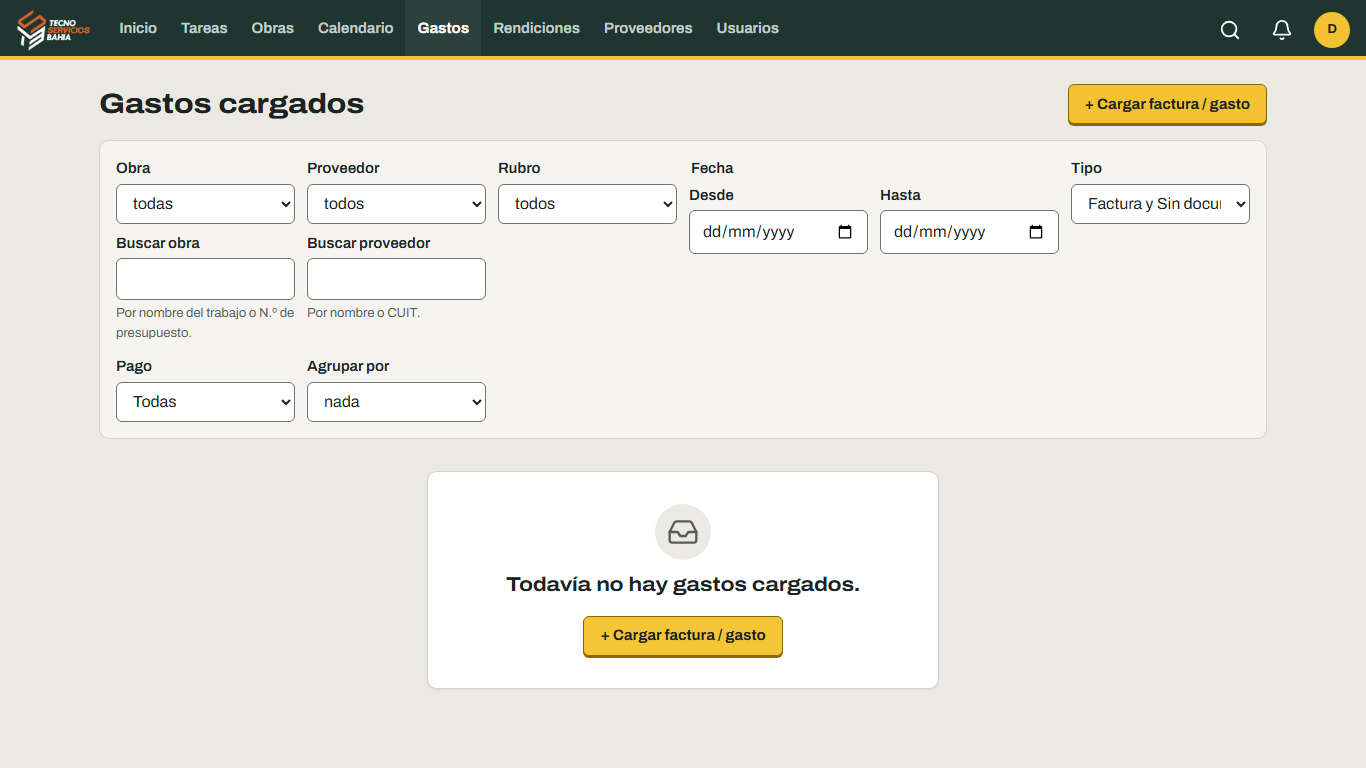 TECNO
SERVICIOS
BAHIA
Inicio
Tareas
Obras
Calendario
Gastos
Rendiciones
Proveedores
Usuarios
D
Gastos cargados
+ Cargar factura / gasto
Obra
Proveedor
Rubro
Fecha
Tipo
todas
todos
todos
Desde
Hasta
dd/mm/yyyy
dd/mm/yyyy
Factura y Sin docu
Buscar obra
Buscar proveedor
Por nombre del trabajo o N.º de
presupuesto.
Por nombre o CUIT.
Pago
Agrupar por
Todas
nada
Todavía no hay gastos cargados.
+ Cargar factura / gasto